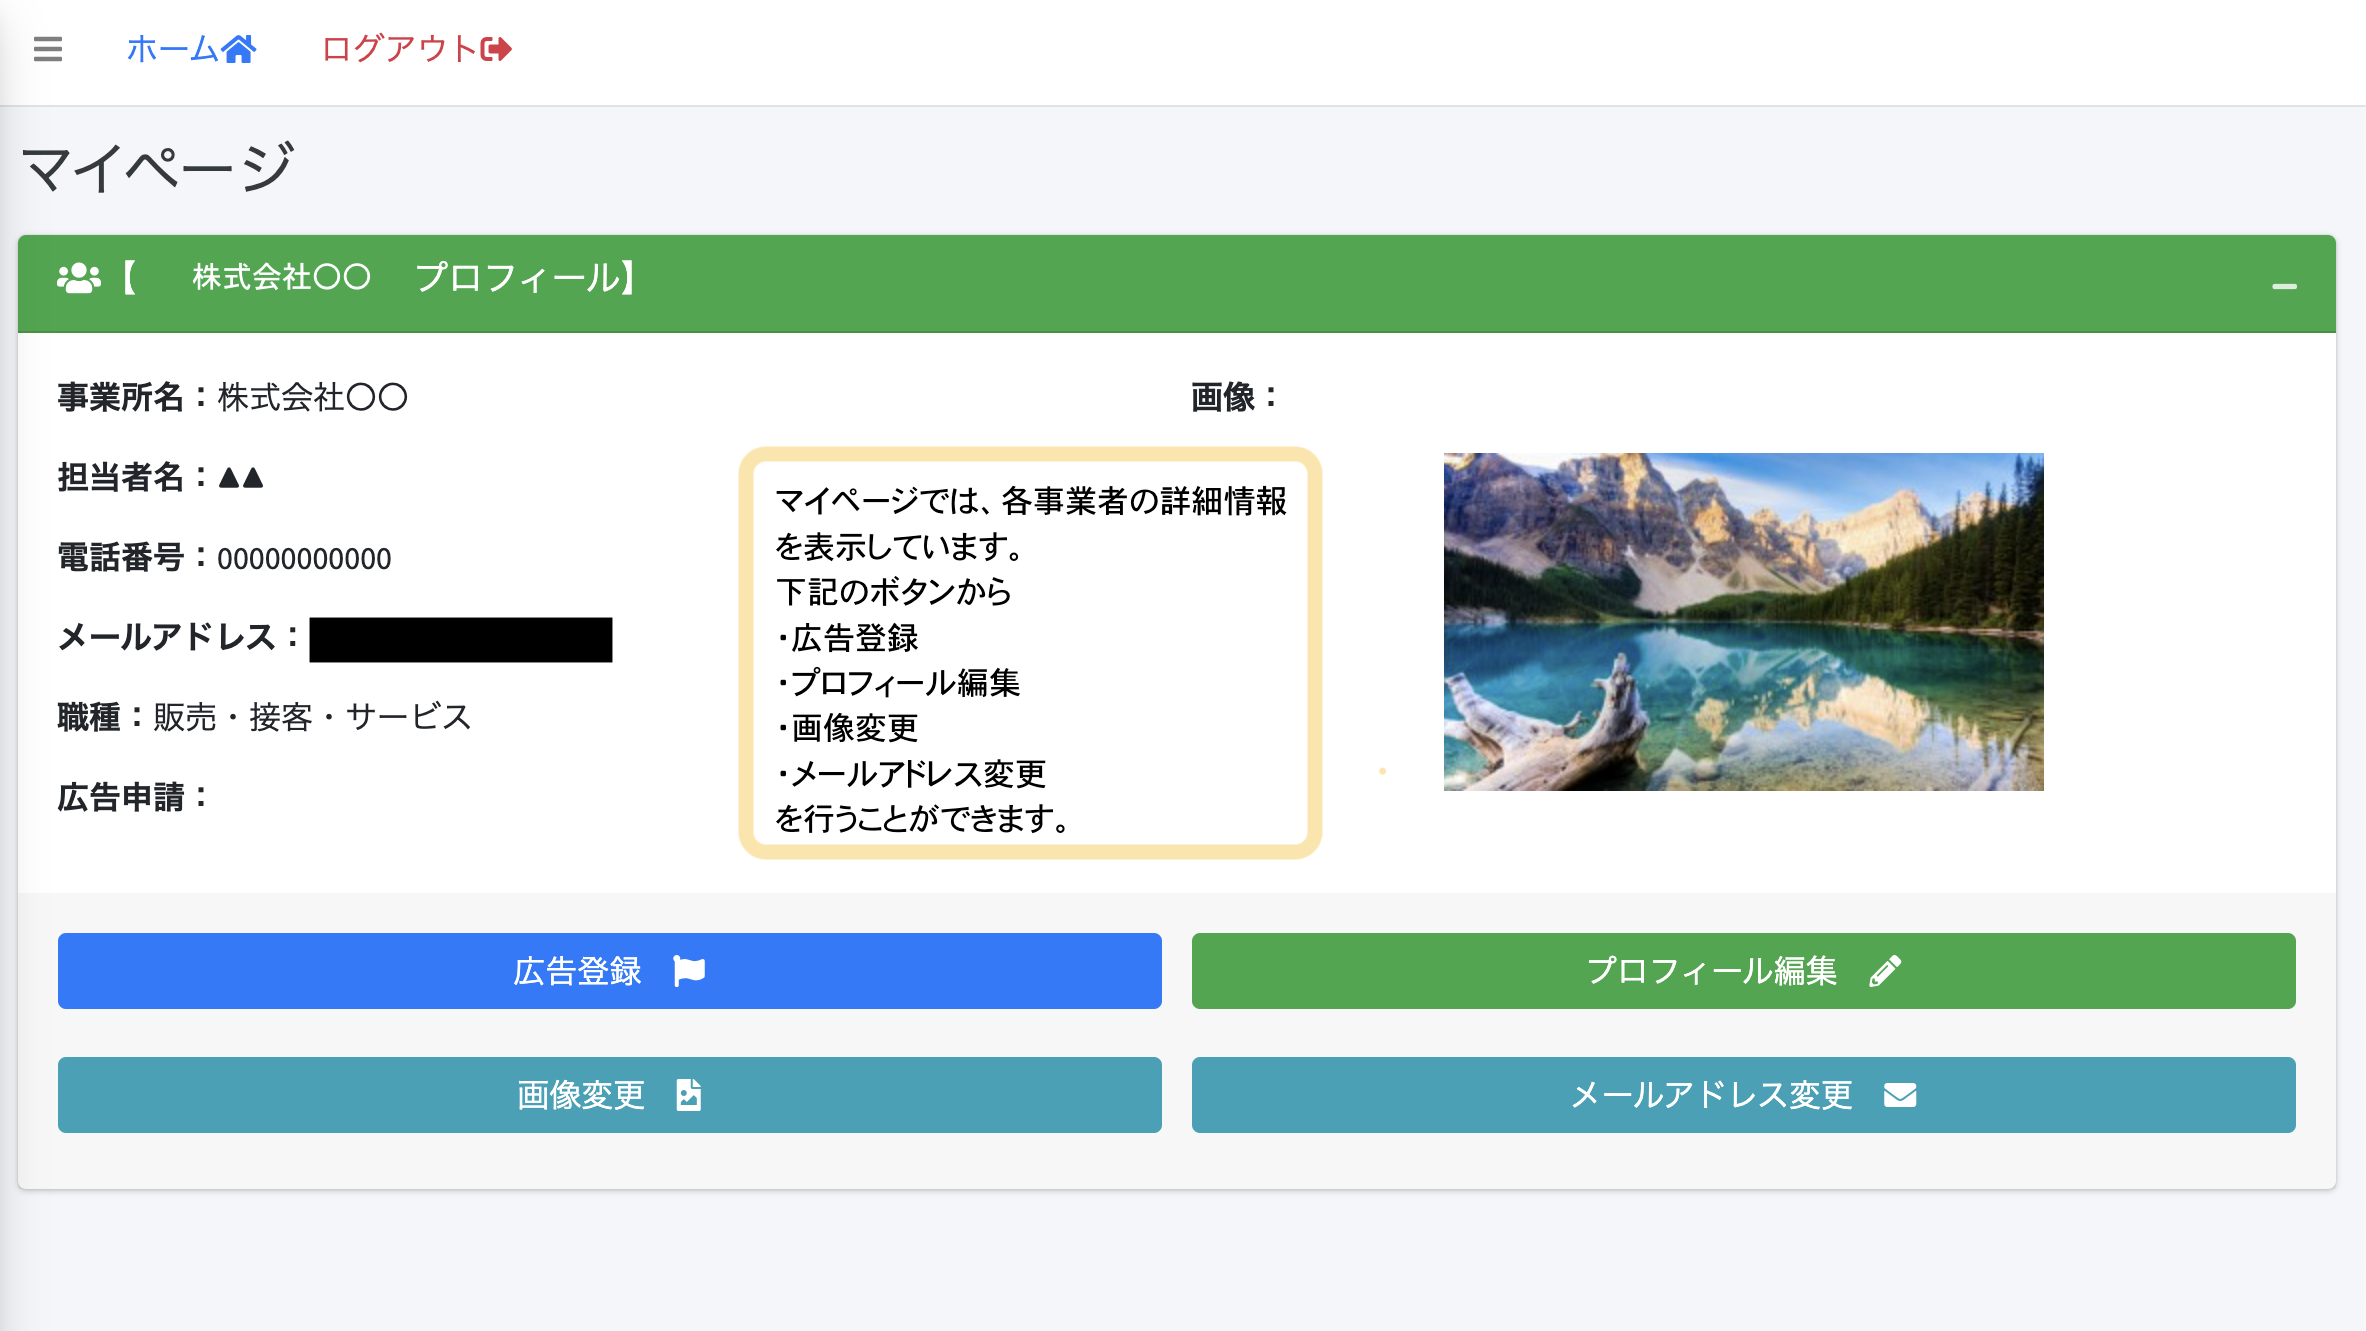 ホーム ログアウト
マイページ
【 株式会社〇〇 プロフィール】
事業所名：株式会社〇〇
担当者名：▲▲
電話番号：00000000000
メールアドレス：
職種：販売・接客・サービス
広告申請：
画像：
マイページでは、各事業者の詳細情報
を表示しています。
下記のボタンから
・広告登録
・プロフィール編集
・画像変更
・メールアドレス変更
を行うことができます。
広告登録
プロフィール編集
画像変更
メールアドレス変更